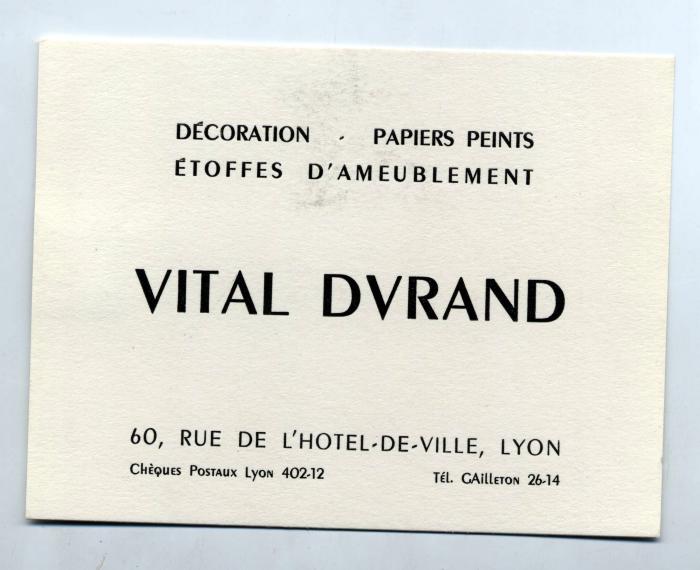 DÉCORATION - PAPIERS PEINTS
ÉTOFFES D'AMEUBLEMENT
VITAL DVRAND
60, RUE DE L'HOTEL-DE-VILLE, LYON
Chèques Postaux Lyon 402-12 Tél. GAilleton 26-14